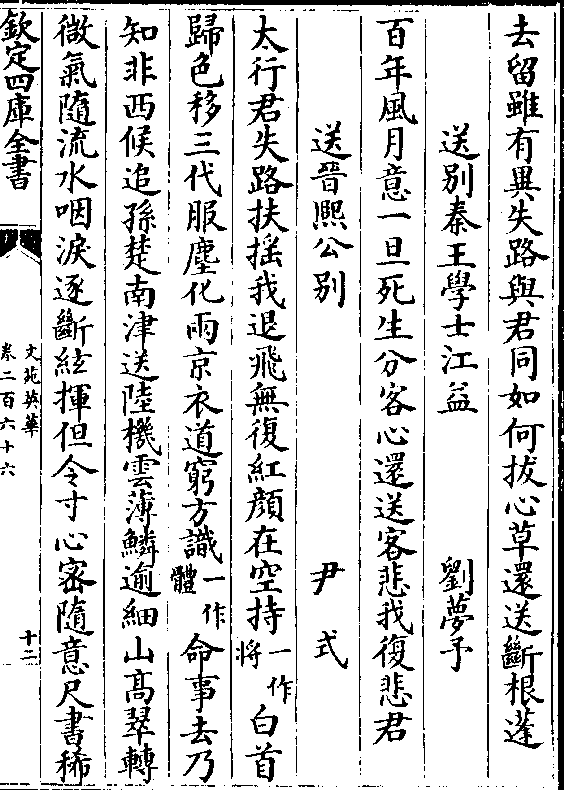 去留雖有異失路與君同如何拔心草還送斷根蓬
送別秦王學士江益　劉夢予
百年風月意一旦死生分客心還送客悲我復悲君
送晉熙公別　尹式
太行君失路扶搖我退飛無復紅顔在空持一作將白首
歸色移三代服塵化兩京衣道窮方識一作體命事去乃
知非西候追孫楚南津送陸機雲薄鱗逾細山髙翠轉
微氣隨流水咽淚逐斷絃揮但令寸心宻隨意尺書稀
欽定四庫全書
文苑英華
卷二百六十六
十二